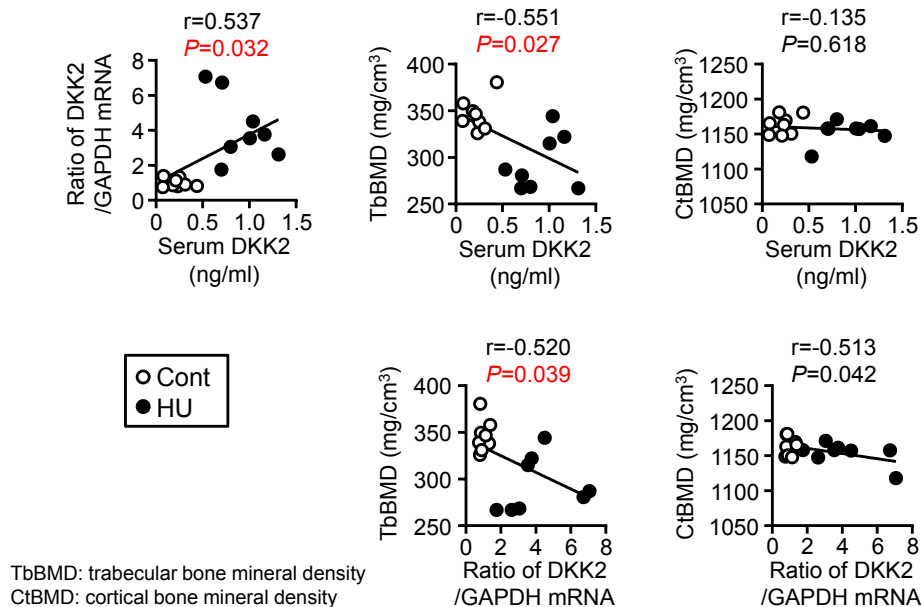 r=0.537
P=0.032
Ratio of DKK2
/GAPDH mRNA
8
6
4
2
0
0 0.5 1.0 1.5
Serum DKK2
(ng/ml)
r=-0.551
P=0.027
TbBMD (mg/cm³)
400
350
300
250
0 0.5 1.0 1.5
Serum DKK2
(ng/ml)
r=-0.135
P=0.618
CtBMD (mg/cm³)
1250
1200
1150
1100
1050
0 0.5 1.0 1.5
Serum DKK2
(ng/ml)
Cont
HU
r=-0.520
P=0.039
TbBMD (mg/cm³)
400
350
300
250
0 2 4 6 8
Ratio of DKK2
/GAPDH mRNA
r=-0.513
P=0.042
CtBMD (mg/cm³)
1250
1200
1150
1100
1050
0 2 4 6 8
Ratio of DKK2
/GAPDH mRNA
TbBMD: trabecular bone mineral density
CtBMD: cortical bone mineral density